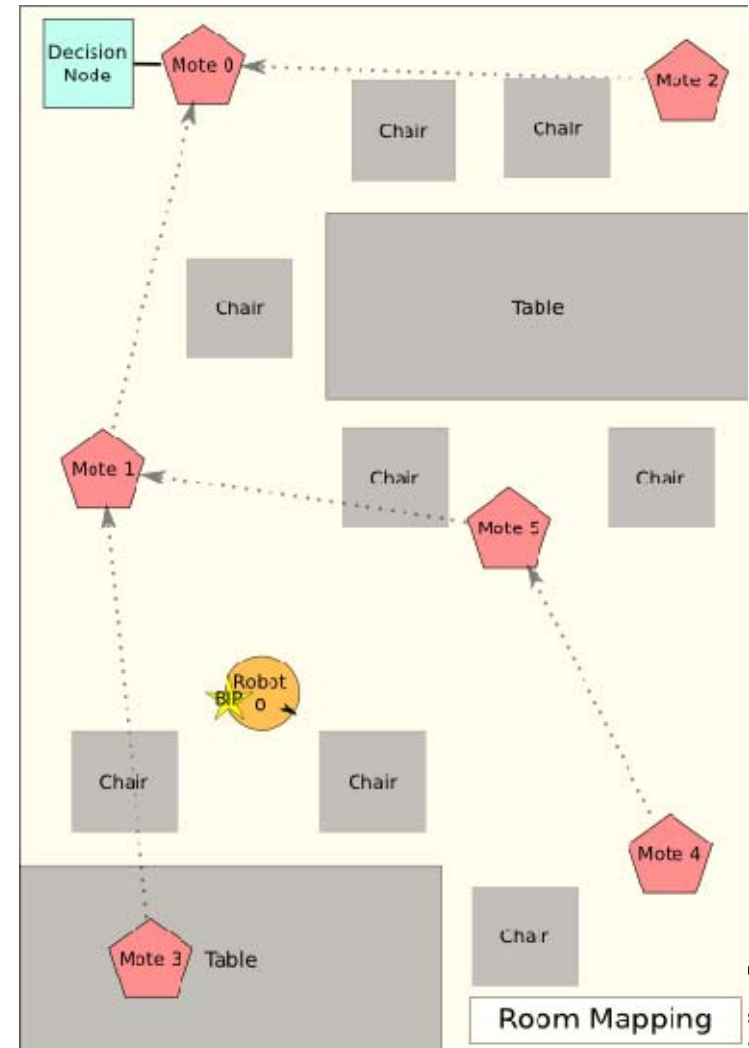 Decision
Node
Mote 0
Mote 2
Chair
Chair
Chair
Table
Mote 1
Chair
Chair
Mote 5
Robot
0
BIP
Chair
Chair
Mote 4
Chair
Mote 3
Table
Room Mapping